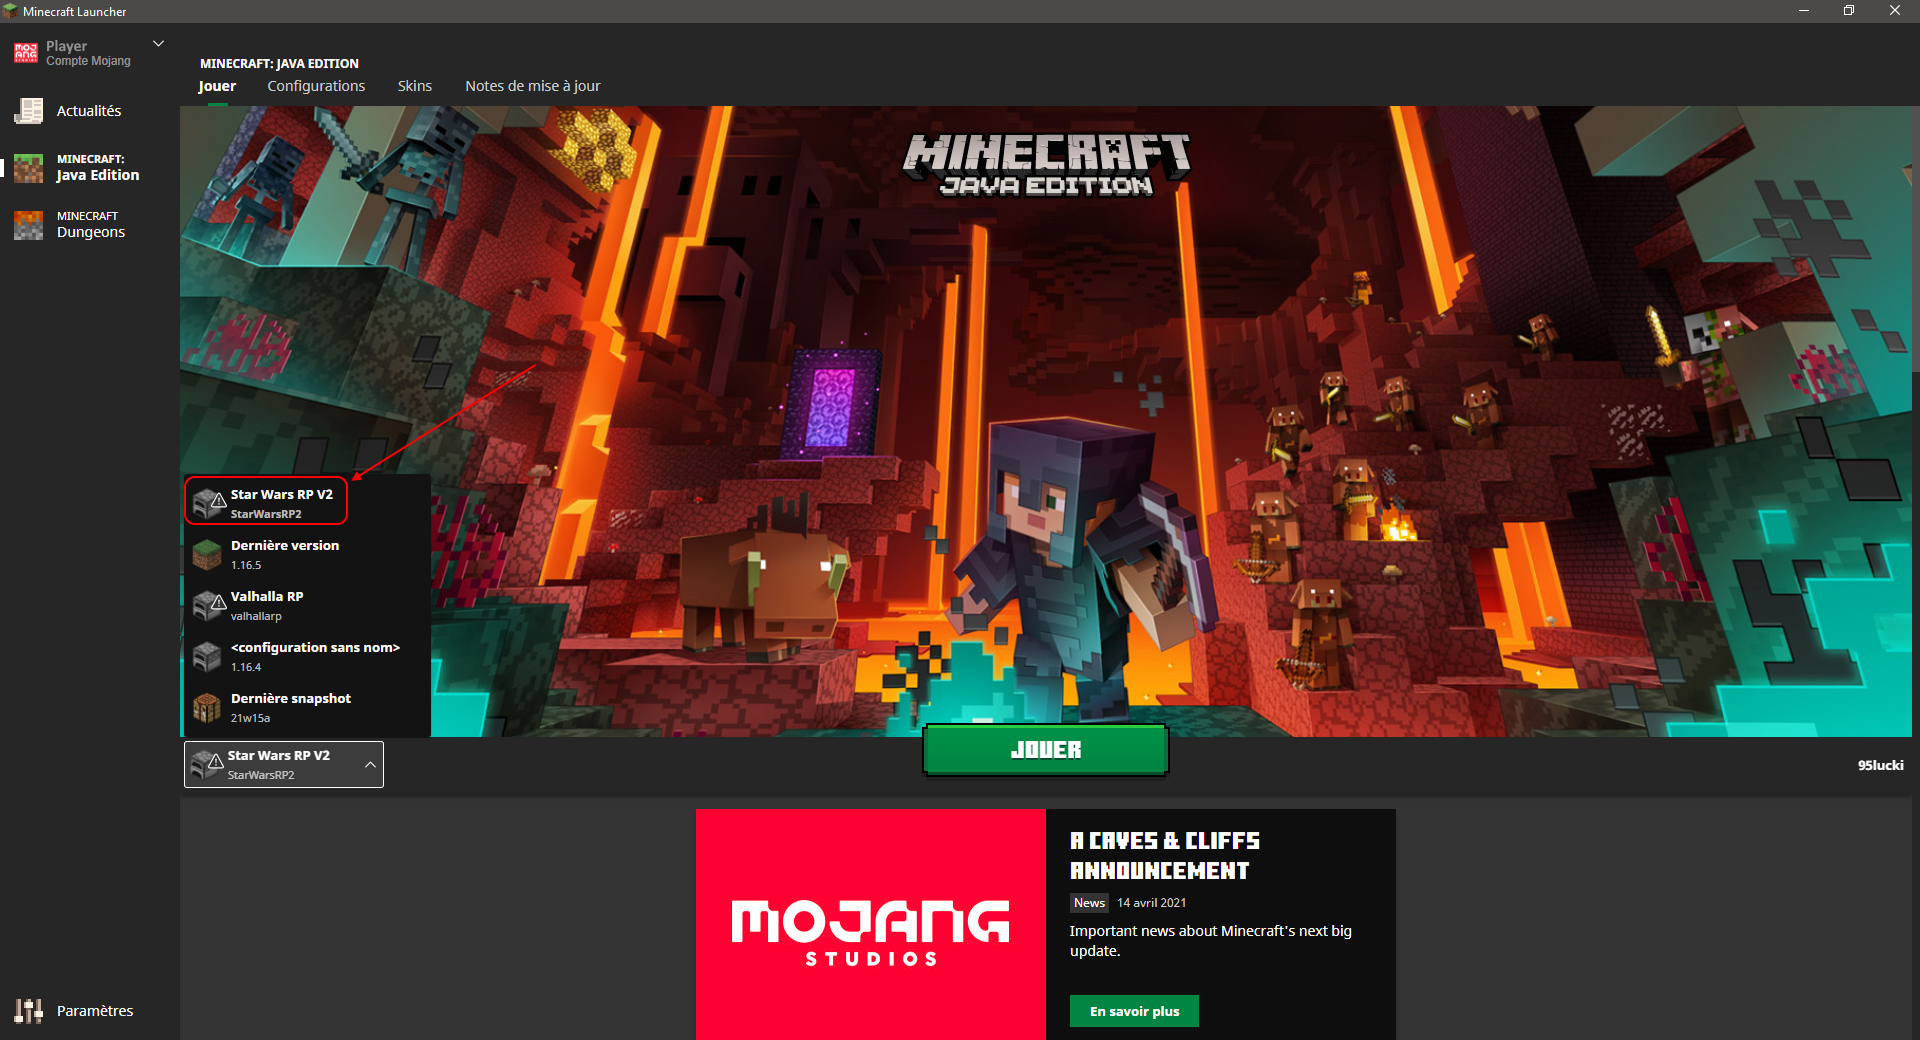 Minecraft Launcher
Player
Compte Mojang
Actualités
MINECRAFT:
Java Edition
MINECRAFT
Dungeons
Paramètres
MINECRAFT: JAVA EDITION
Jouer Configurations Skins Notes de mise à jour
MINECRAFT
JAVA EDITION
Star Wars RP V2
StarWarsRP2
Dernière version
1.16.5
Valhalla RP
valhallarp
<configuration sans nom>
1.16.4
Dernière snapshot
21w15a
Star Wars RP V2
StarWarsRP2
JOUER
95lucki
MOJANG
STUDIOS
A CAVES & CLIFFS
ANNOUNCEMENT
News 14 avril 2021
Important news about Minecraft's next big
update.
En savoir plus